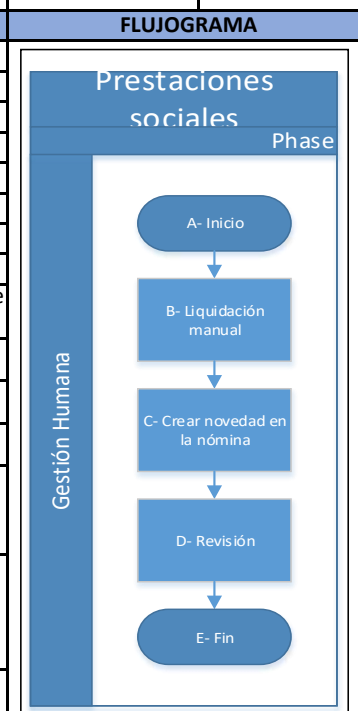 FLUJOGRAMA
Prestaciones
sociales
Phase
Gestión Humana
A- Inicio
B- Liquidación
manual
C- Crear novedad en
la nómina
D- Revisión
E- Fin
e